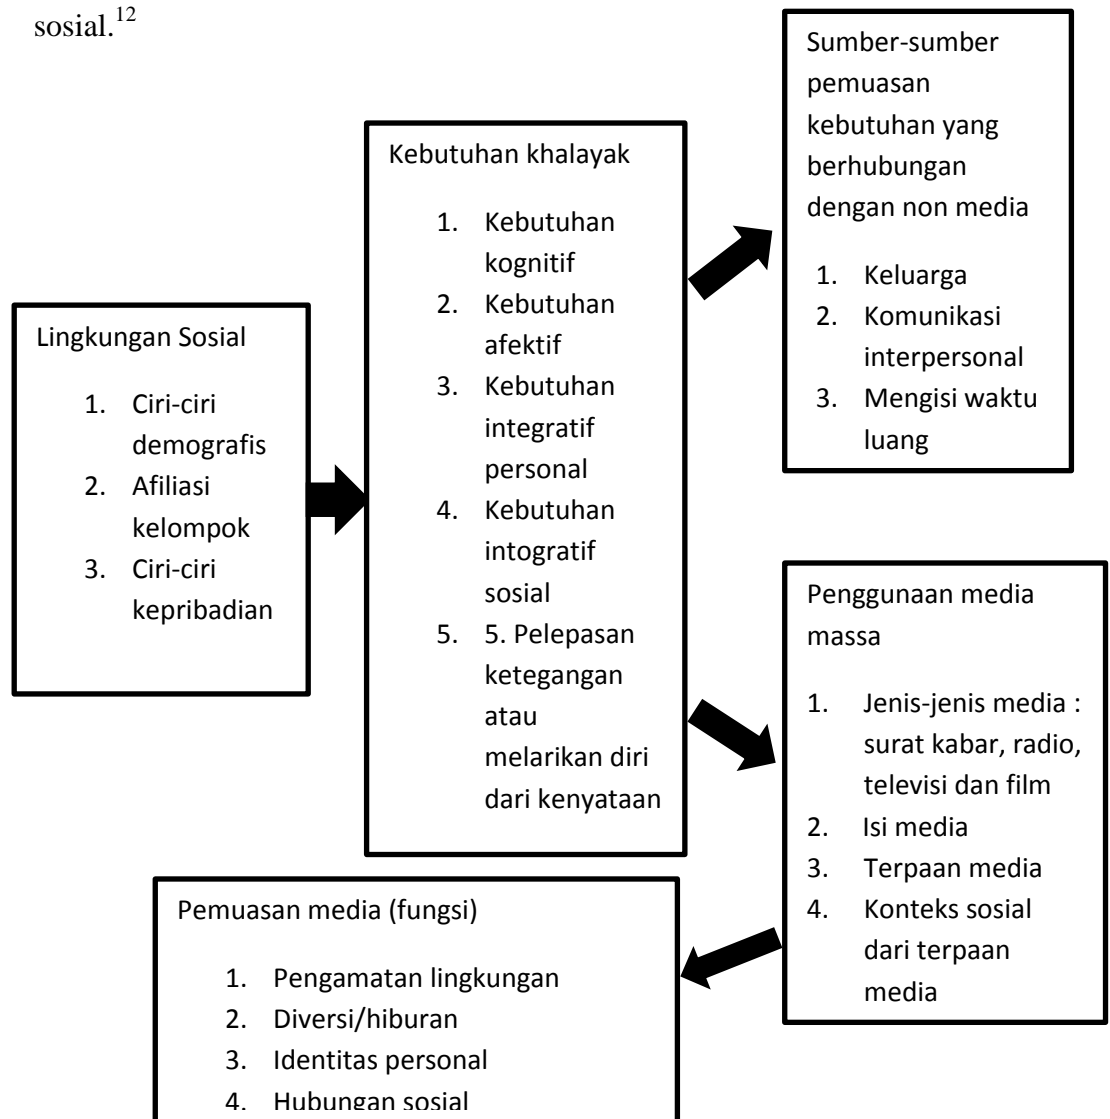 sosial.12
Lingkungan Sosial
1. Ciri-ciri
demografis
2. Afiliasi
kelompok
3. Ciri-ciri
kepribadian
Kebutuhan khalayak
1. Kebutuhan
kognitif
2. Kebutuhan
afektif
3. Kebutuhan
integratif
personal
4. Kebutuhan
intogratif
sosial
5. 5. Pelepasan
ketegangan
atau
melarikan diri
dari kenyataan
Sumber-sumber
pemuasan
kebutuhan yang
berhubungan
dengan non media
1. Keluarga
2. Komunikasi
interpersonal
3. Mengisi waktu
luang
Penggunaan media
massa
1. Jenis-jenis media :
surat kabar, radio,
televisi dan film
2. Isi media
3. Terpaan media
4. Konteks sosial
dari terpaan
media
Pemuasan media (fungsi)
1. Pengamatan lingkungan
2. Diversi/hiburan
3. Identitas personal
4. Hubungan sosial